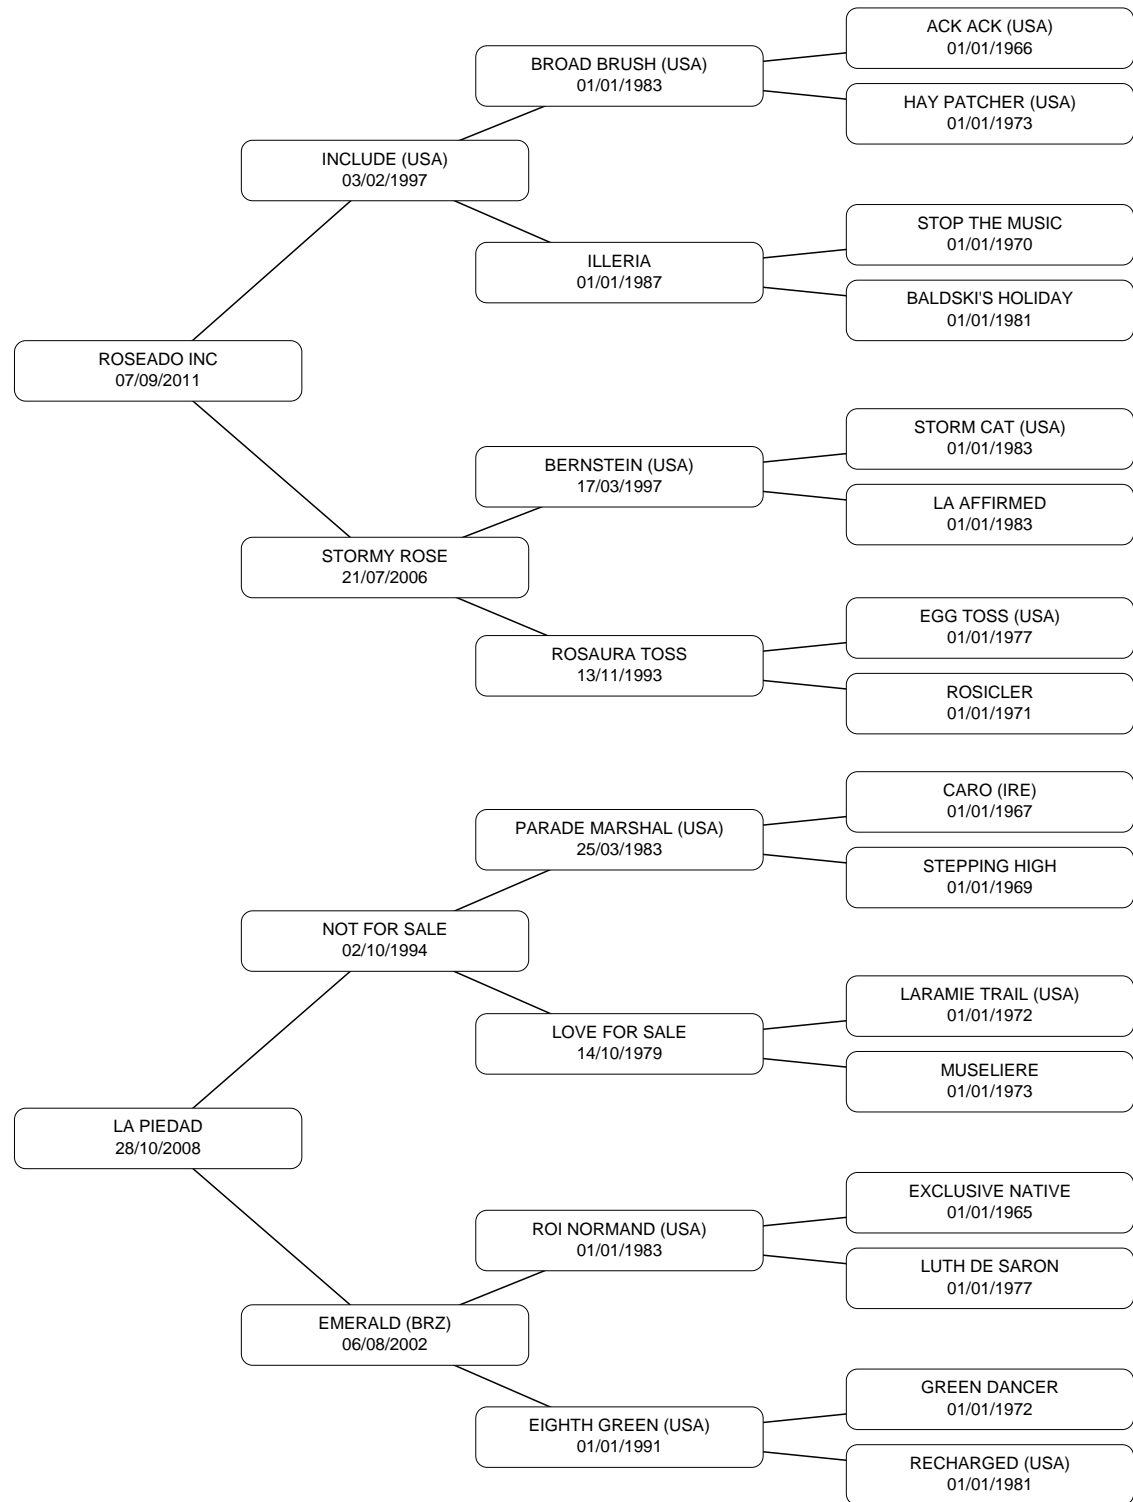 ACK ACK (USA)
01/01/1966
BROAD BRUSH (USA)
01/01/1983
HAY PATCHER (USA)
01/01/1973
INCLUDE (USA)
03/02/1997
STOP THE MUSIC
01/01/1970
ILLERIA
01/01/1987
BALDSKI'S HOLIDAY
01/01/1981
ROSEADO INC
07/09/2011
STORM CAT (USA)
01/01/1983
BERNSTEIN (USA)
17/03/1997
LA AFFIRMED
01/01/1983
STORMY ROSE
21/07/2006
EGG TOSS (USA)
01/01/1977
ROSAURA TOSS
13/11/1993
ROSICLER
01/01/1971
CARO (IRE)
01/01/1967
PARADE MARSHAL (USA)
25/03/1983
STEPPING HIGH
01/01/1969
NOT FOR SALE
02/10/1994
LARAMIE TRAIL (USA)
01/01/1972
LOVE FOR SALE
14/10/1979
MUSELIERE
01/01/1973
LA PIEDAD
28/10/2008
EXCLUSIVE NATIVE
01/01/1965
ROI NORMAND (USA)
01/01/1983
LUTH DE SARON
01/01/1977
EMERALD (BRZ)
06/08/2002
GREEN DANCER
01/01/1972
EIGHTH GREEN (USA)
01/01/1991
RECHARGED (USA)
01/01/1981